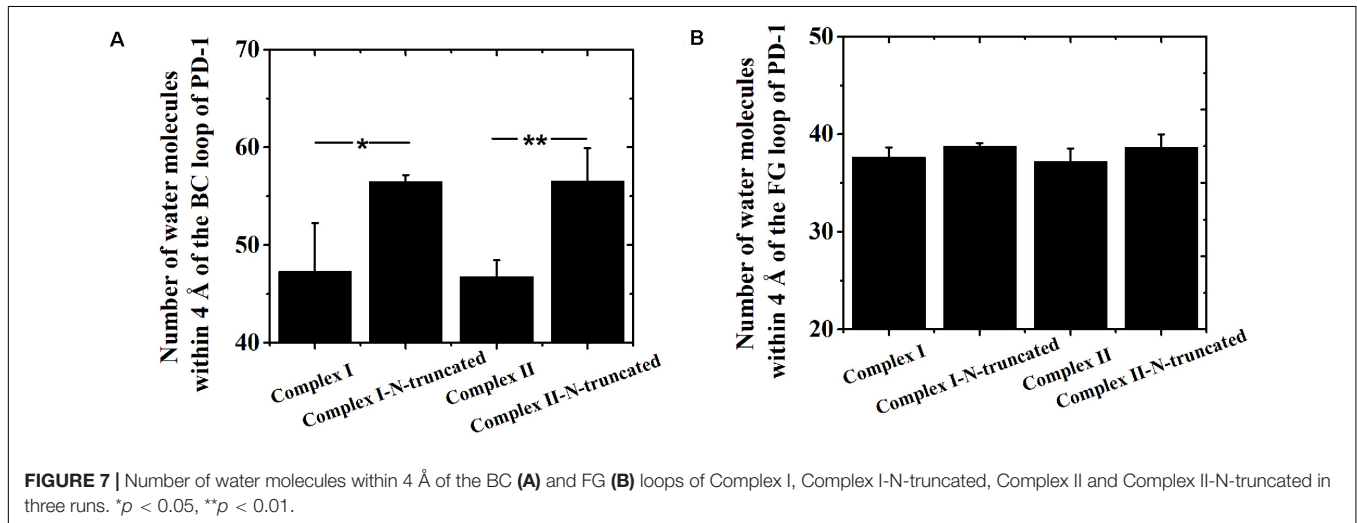 A
Number of water molecules
within 4 Å of the BC loop of PD-1
70
60
50
40
*
**
Complex I
Complex I-N-truncated
Complex II
Complex II-N-truncated
B
Number of water molecules
within 4 Å of the FG loop of PD-1
50
40
30
20
Complex I
Complex I-N-truncated
Complex II
Complex II-N-truncated
FIGURE 7 | Number of water molecules within 4 Å of the BC (A) and FG (B) loops of Complex I, Complex I-N-truncated, Complex II and Complex II-N-truncated in
three runs. *p < 0.05, **p < 0.01.